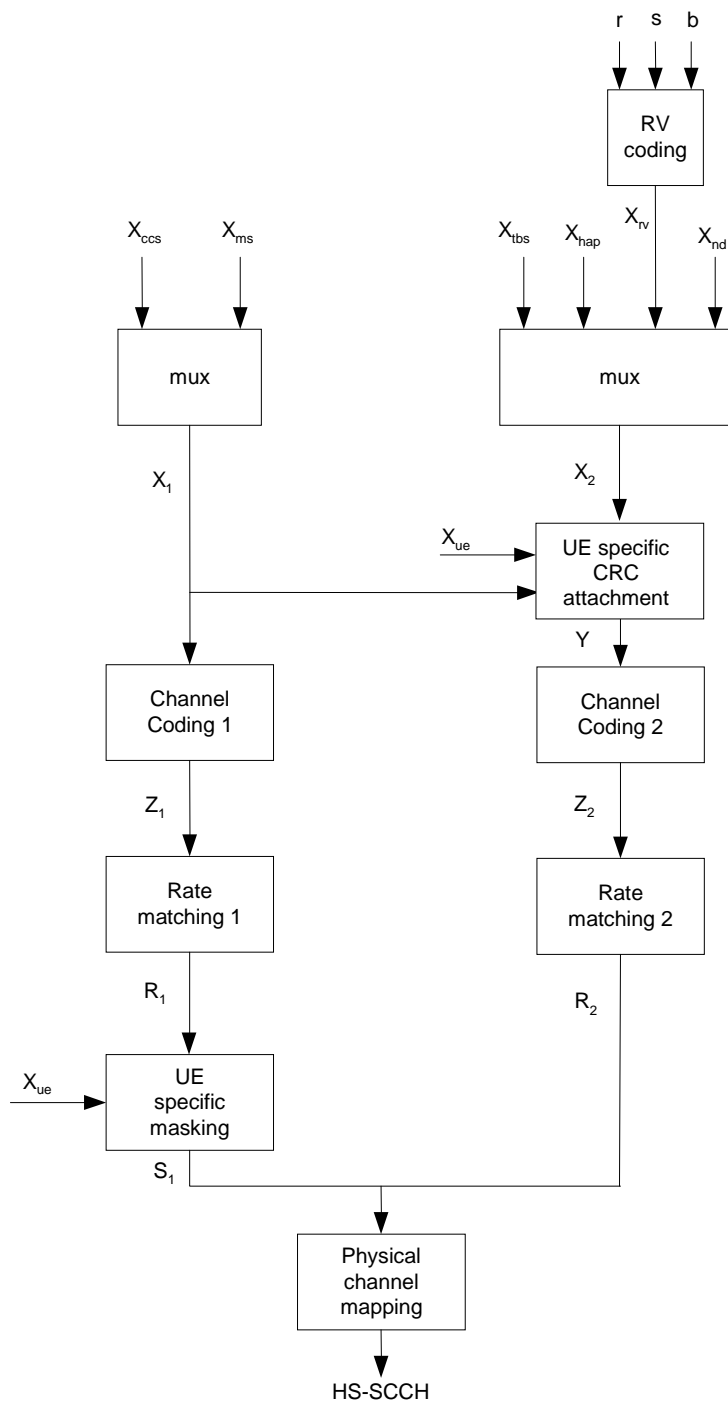 r s b
RV
coding
X_ccs X_ms X_tbs X_hap X_rv X_nd
mux mux
X_1 X_2
X_ue
UE specific
CRC
attachment
Y
Channel
Coding 1
Channel
Coding 2
Z_1 Z_2
Rate
matching 1
Rate
matching 2
R_1 R_2
X_ue
UE
specific
masking
S_1
Physical
channel
mapping
HS-SCCH